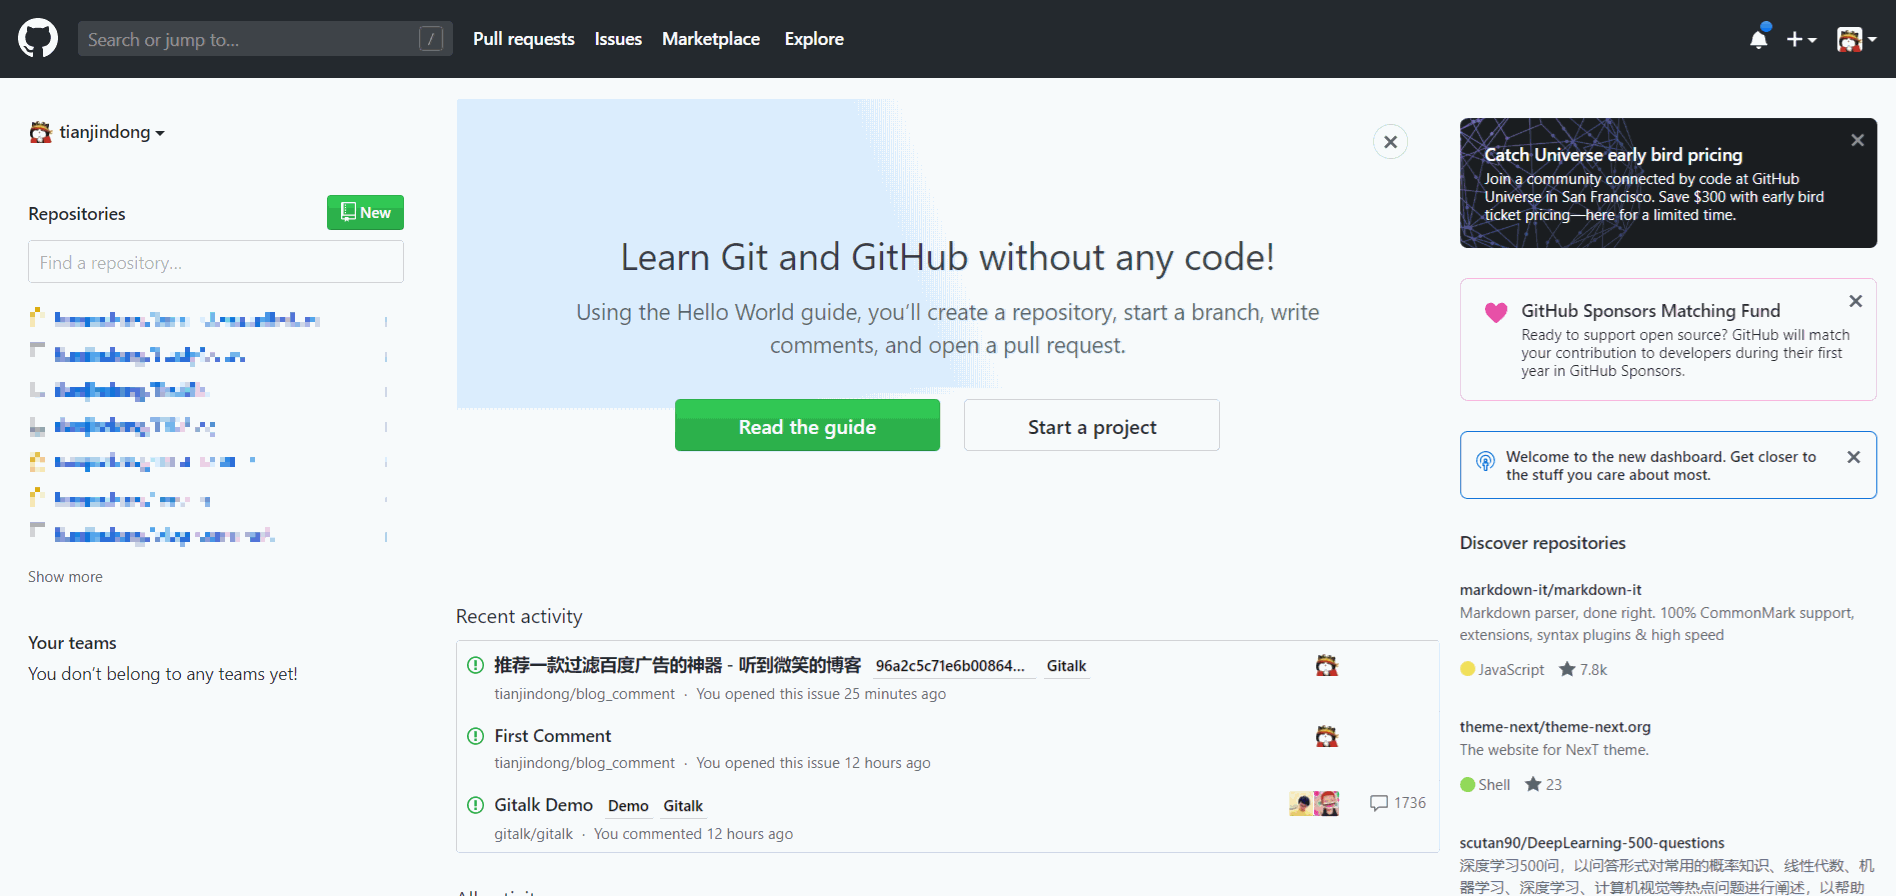 Search or jump to...
/
Pull requests
Issues
Marketplace
Explore
tianjindong
Repositories
New
Find a repository...
Show more
Your teams
You don't belong to any teams yet!
Learn Git and GitHub without any code!
Using the Hello World guide, you'll create a repository, start a branch, write
comments, and open a pull request.
Read the guide
Start a project
Recent activity
推荐一款过滤百度广告的神器 - 听到微笑的博客 96a2c5c71e6b00864... Gitalk
tianjindong/blog_comment · You opened this issue 25 minutes ago
First Comment
tianjindong/blog_comment · You opened this issue 12 hours ago
Gitalk Demo Demo Gitalk
1736
gitalk/gitalk · You commented 12 hours ago
Catch Universe early bird pricing
Join a community connected by code at GitHub
Universe in San Francisco. Save $300 with early bird
ticket pricing—here for a limited time.
GitHub Sponsors Matching Fund
Ready to support open source? GitHub will match
your contribution to developers during their first
year in GitHub Sponsors.
Welcome to the new dashboard. Get closer to
the stuff you care about most.
Discover repositories
markdown-it/markdown-it
Markdown parser, done right. 100% CommonMark support,
extensions, syntax plugins & high speed
JavaScript 7.8k
theme-next/theme-next.org
The website for NexT theme.
Shell 23
scutan90/DeepLearning-500-questions
深度学习500问，以问答形式对常用的概率知识、线性代数、机
器学习、深度学习、计算机视觉等热点问题进行阐述，以帮助